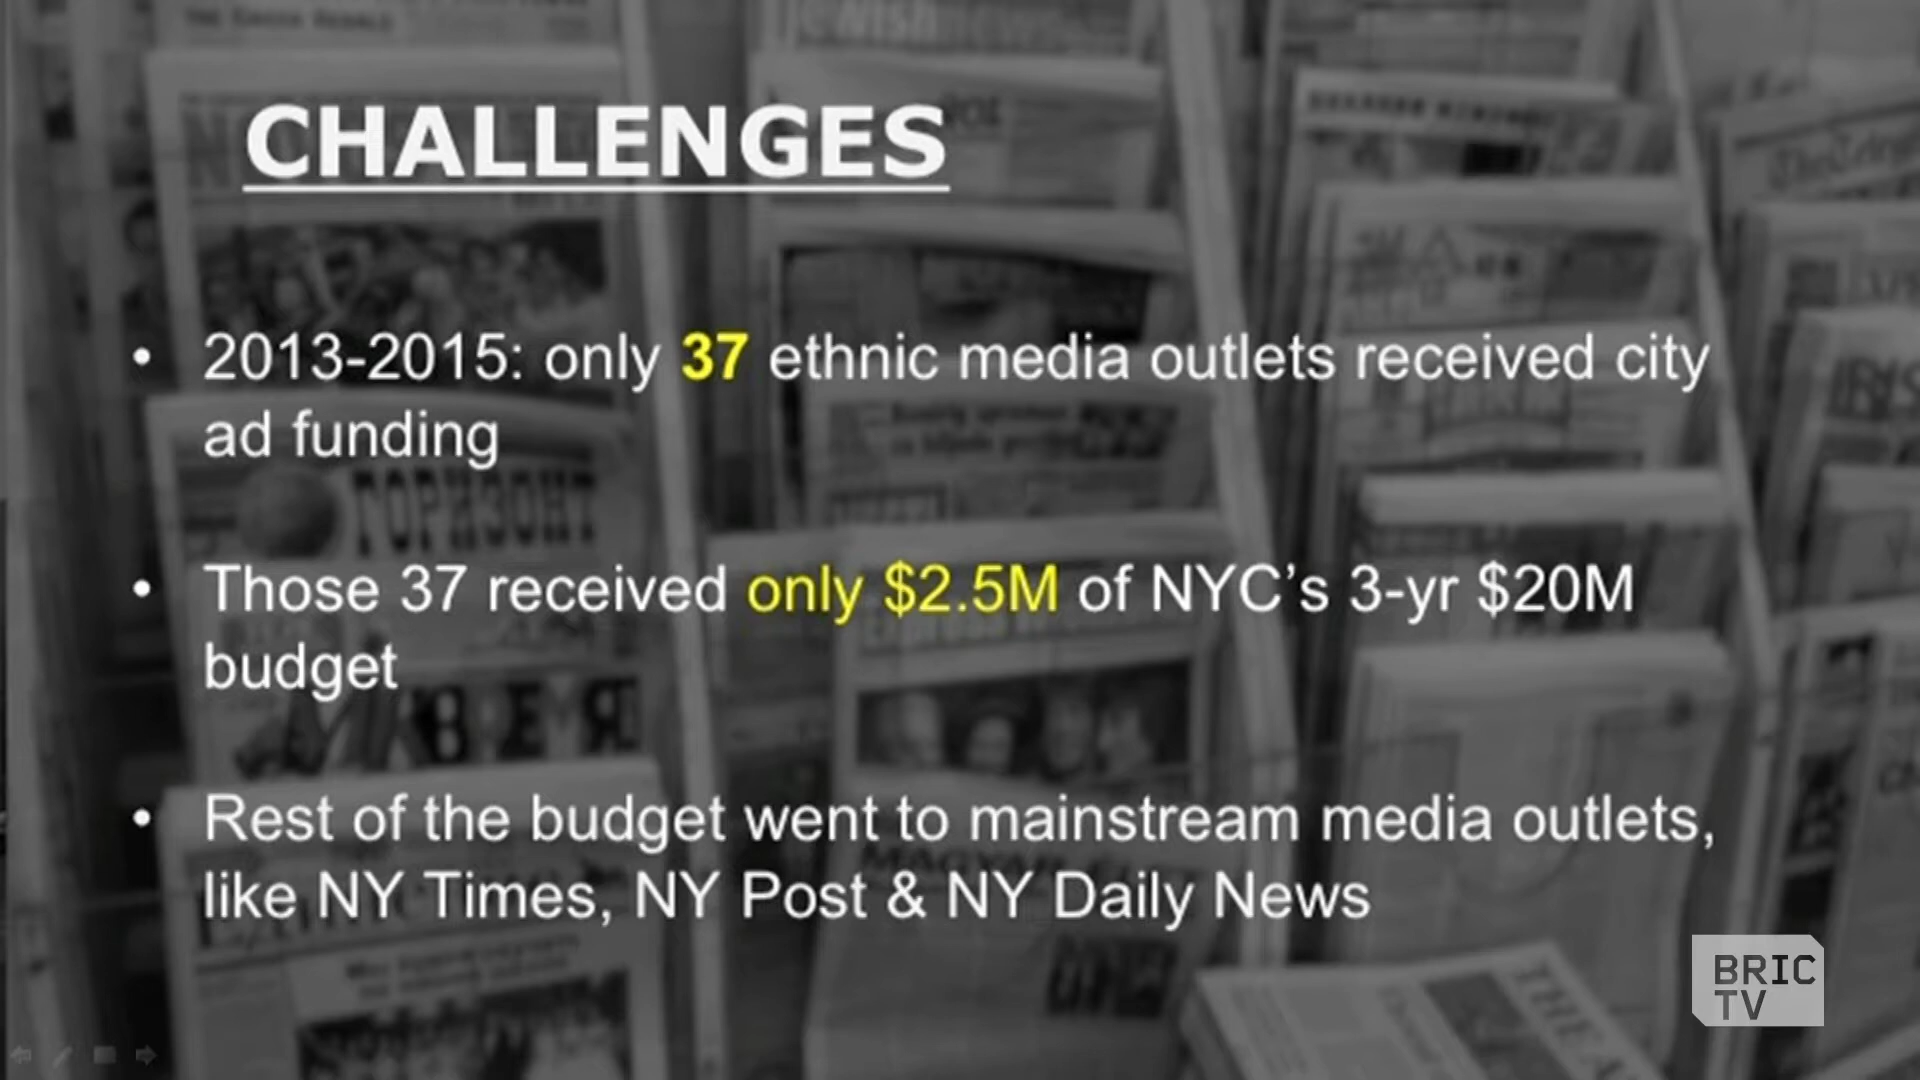 CHALLENGES
• 2013-2015: only 37 ethnic media outlets received city
ad funding
• Those 37 received only $2.5M of NYC’s 3-yr $20M
budget
• Rest of the budget went to mainstream media outlets,
like NY Times, NY Post & NY Daily News
ГОРИЗОНТ
BRIC
TV